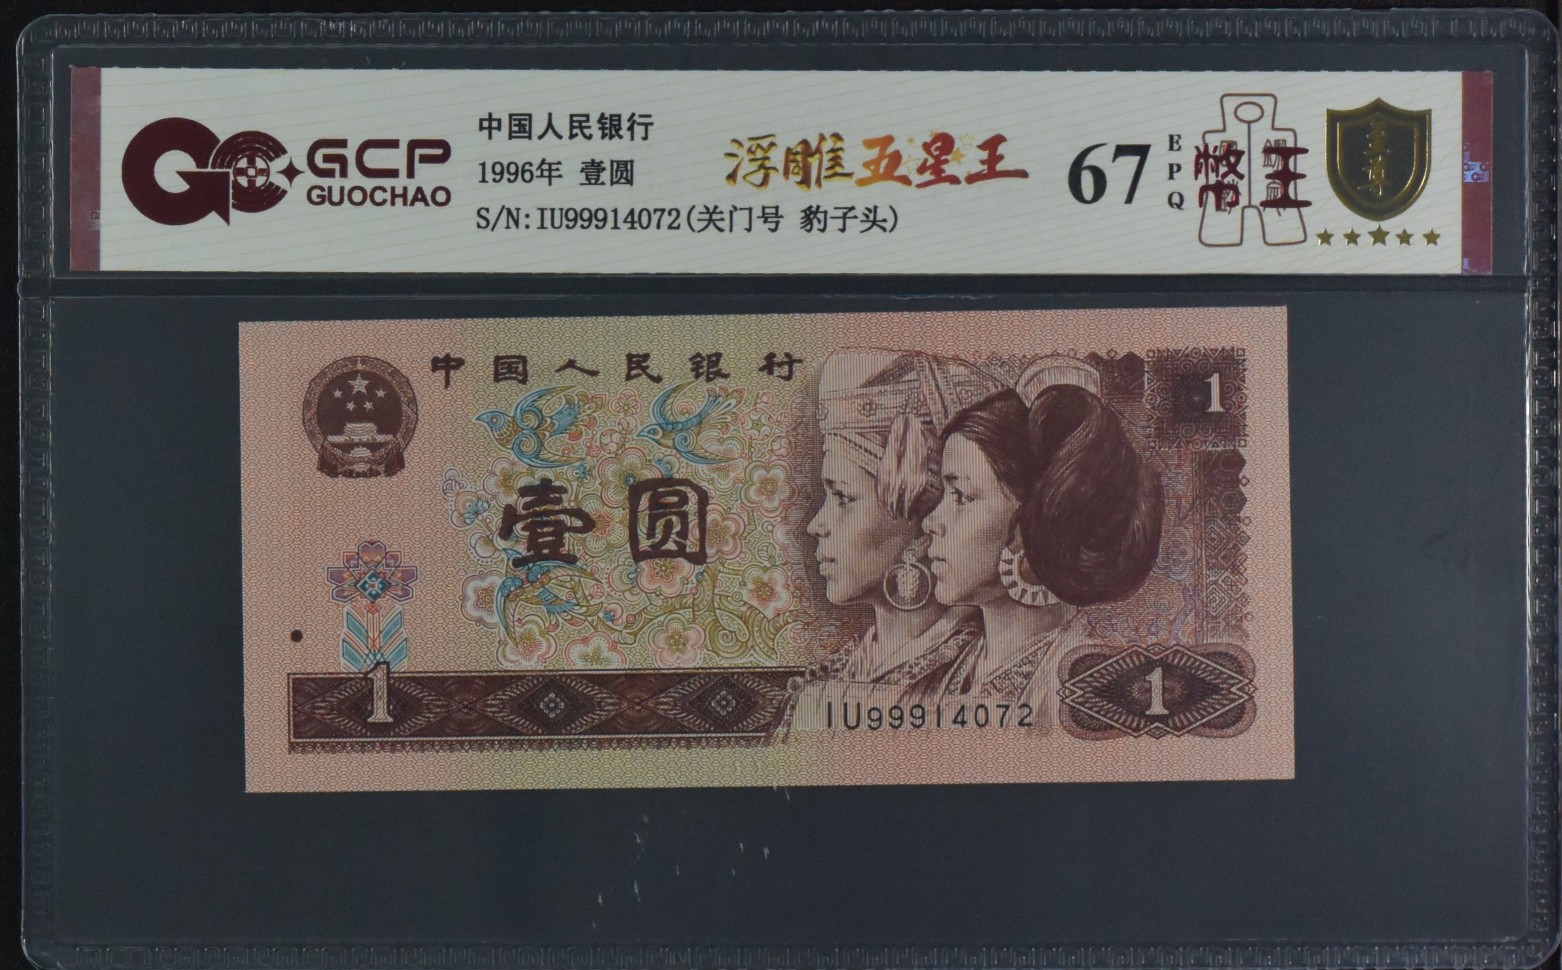 GCP
GUOCHAO
中国人民银行
1996年 壹圆
S/N:IU99914072(关门号 豹子头)
浮雕五星王
67
EPQ
至尊
中国人民银行
1
壹圆
1
IU99914072
1